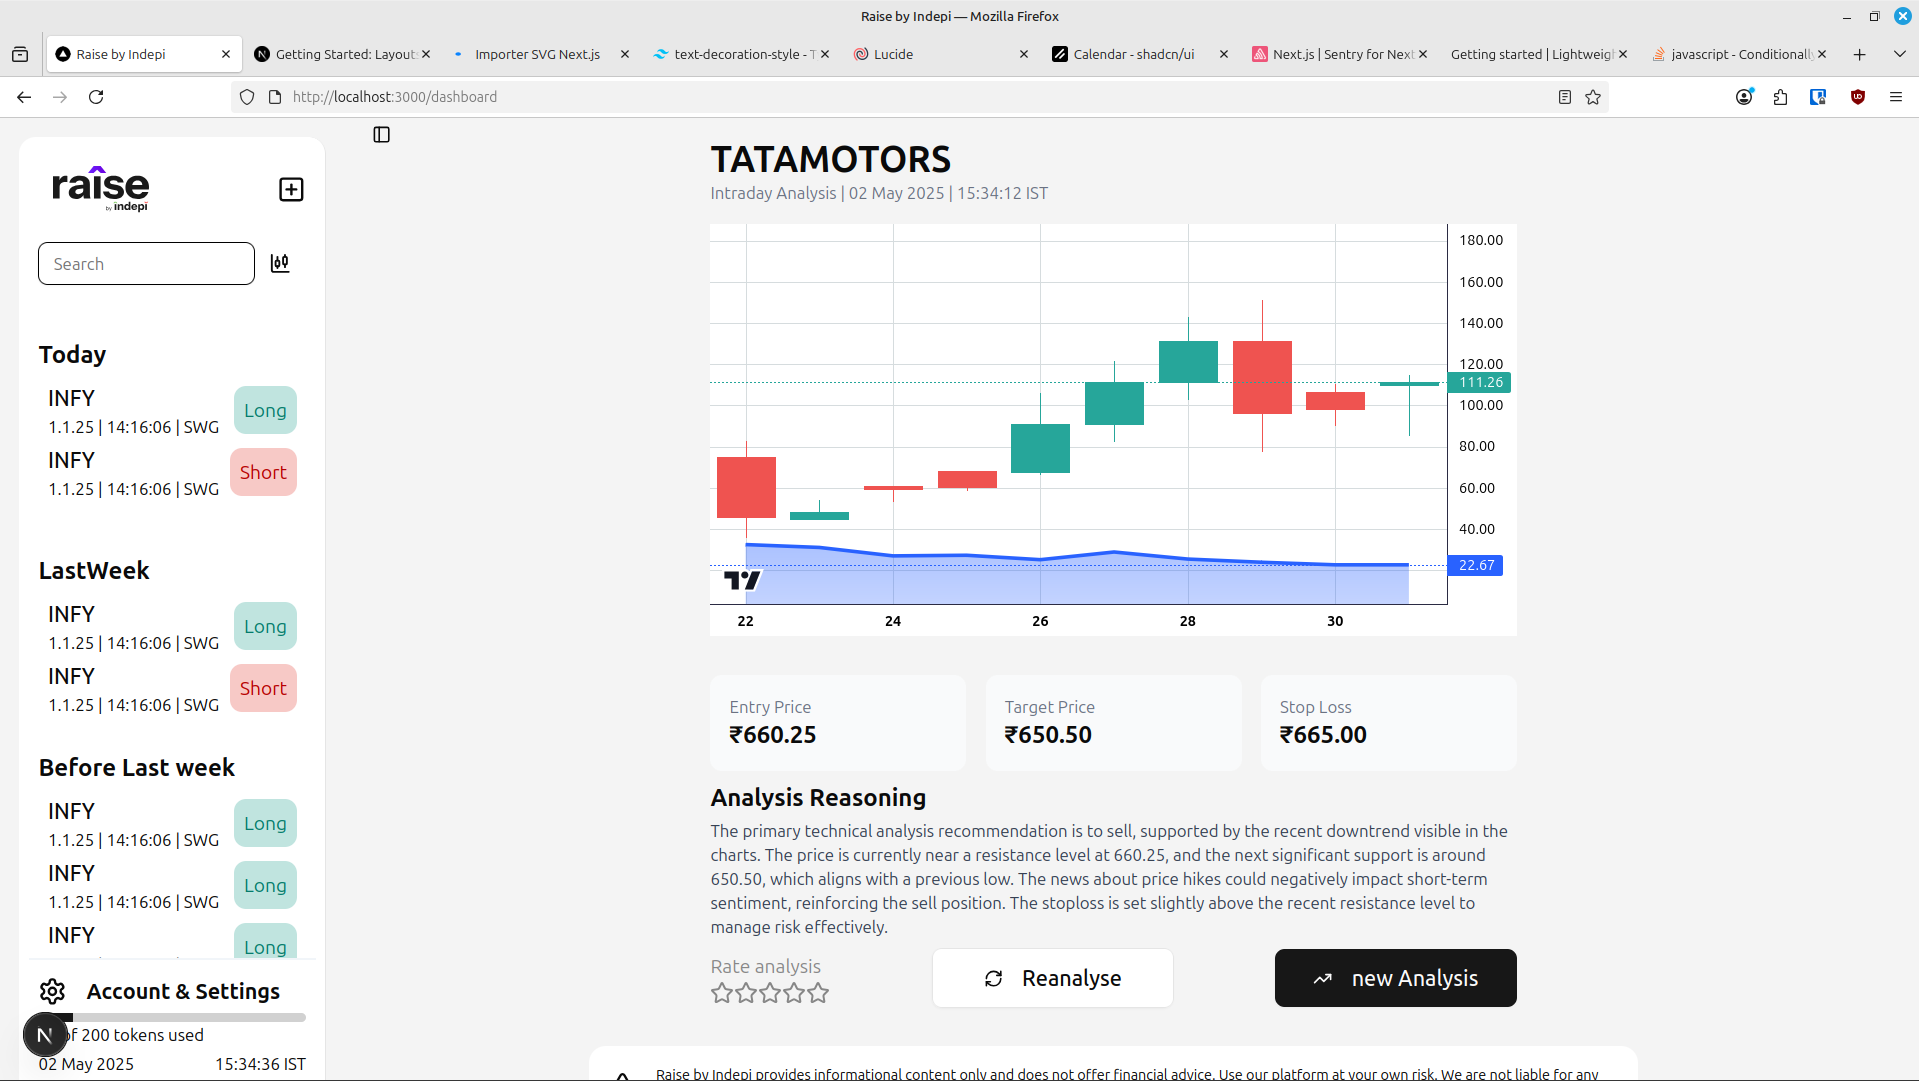 Raise by Indepi — Mozilla Firefox
Raise by Indepi
Getting Started: Layout
Importer SVG Next.js
text-decoration-style - T
Lucide
Calendar - shadcn/ui
Next.js | Sentry for Next
Getting started | Lightweig
javascript - Conditionall
http://localhost:3000/dashboard
raise
by indepi
Search
Today
INFY
1.1.25 | 14:16:06 | SWG
Long
INFY
1.1.25 | 14:16:06 | SWG
Short
LastWeek
INFY
1.1.25 | 14:16:06 | SWG
Long
INFY
1.1.25 | 14:16:06 | SWG
Short
Before Last week
INFY
1.1.25 | 14:16:06 | SWG
Long
INFY
1.1.25 | 14:16:06 | SWG
Long
INFY
Long
Account & Settings
N
of 200 tokens used
02 May 2025 15:34:36 IST
TATAMOTORS
Intraday Analysis | 02 May 2025 | 15:34:12 IST
180.00
160.00
140.00
120.00
111.26
100.00
80.00
60.00
40.00
22.67
22 24 26 28 30
Entry Price
₹660.25
Target Price
₹650.50
Stop Loss
₹665.00
Analysis Reasoning
The primary technical analysis recommendation is to sell, supported by the recent downtrend visible in the
charts. The price is currently near a resistance level at 660.25, and the next significant support is around
650.50, which aligns with a previous low. The news about price hikes could negatively impact short-term
sentiment, reinforcing the sell position. The stoploss is set slightly above the recent resistance level to
manage risk effectively.
Rate analysis
Reanalyse
new Analysis
Raise by Indepi provides informational content only and does not offer financial advice. Use our platform at your own risk. We are not liable for any